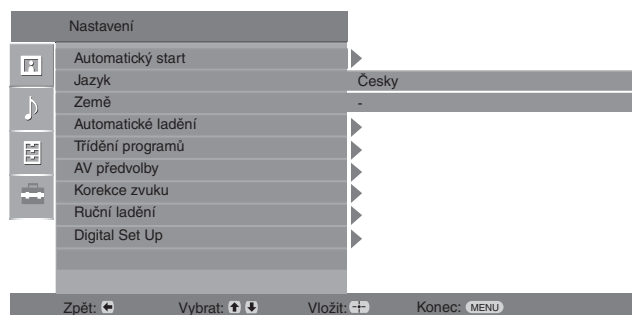 Nastavení
Automatický start
Jazyk Česky
Země -
Automatické ladění
Třídění programů
AV předvolby
Korekce zvuku
Ruční ladění
Digital Set Up
Zpět: Vybrat: Vložit: Konec: MENU